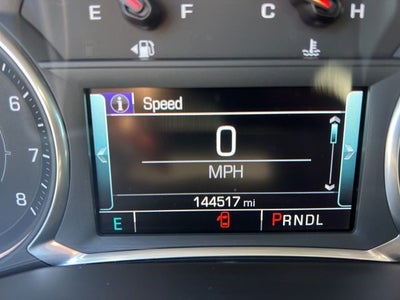 E F C H
i Speed
6
7
8
0
MPH
144517 mi
E PRNDL